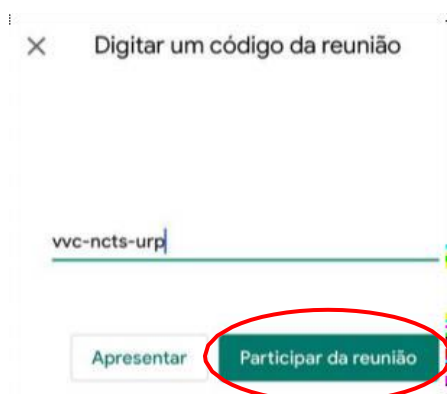 Digitar um código da reunião
vvc-ncts-urp
Apresentar
Participar da reunião